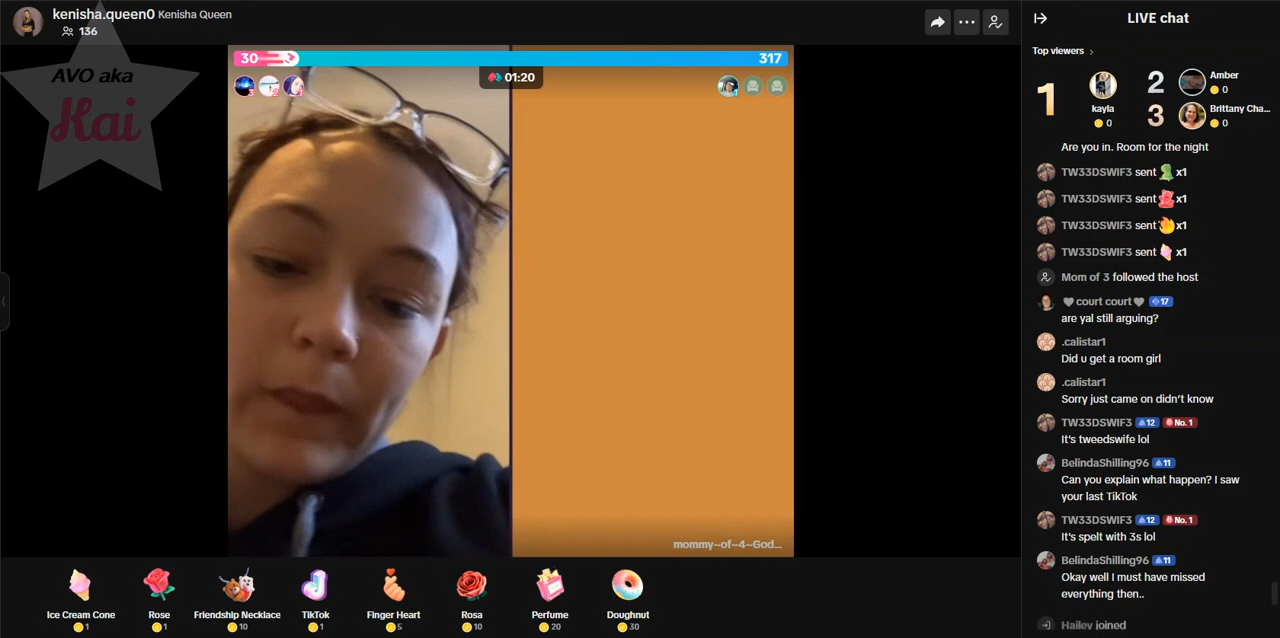 kenisha.queen0 Kenisha Queen
136
AVO aka
Kai
30
317
01:20
mommy~of~4~God...
Ice Cream Cone
1
Rose
1
Friendship Necklace
10
TikTok
1
Finger Heart
5
Rosa
10
Perfume
20
Doughnut
30
LIVE chat
Top viewers >
1
kayla
0
2
Amber
0
3
Brittany Cha...
0
Are you in. Room for the night
TW33DSWIF3 sent x1
TW33DSWIF3 sent x1
TW33DSWIF3 sent x1
TW33DSWIF3 sent x1
Mom of 3 followed the host
🖤court court🖤 17
are yal still arguing?
.calistar1
Did u get a room girl
.calistar1
Sorry just came on didn't know
TW33DSWIF3 12 No. 1
It's tweedswife lol
BelindaShilling96 11
Can you explain what happen? I saw
your last TikTok
TW33DSWIF3 12 No. 1
It's spelt with 3s lol
BelindaShilling96 11
Okay well I must have missed
everything then..
Hailey joined